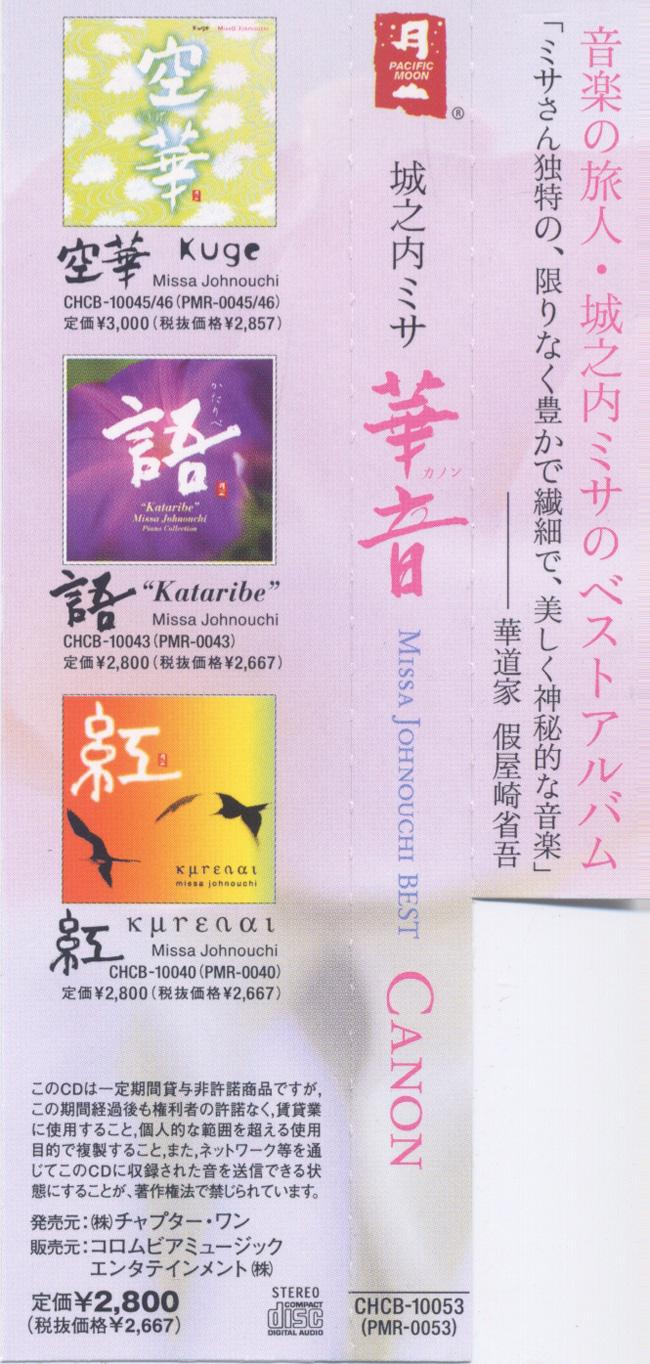 音楽の旅人・城之内ミサのベストアルバム
「ミサさん独特の、限りなく豊かで繊細で、美しく神秘的な音楽」
華道家 假屋崎省吾
月
PACIFIC
MOON
®
城之内ミサ
華音
カノン
MISSA JOHNOUCHI BEST
CANON
CHCB-10053
(PMR-0053)
Kuge Missa Johnouchi
空華
空華 Kuge
Missa Johnouchi
CHCB-10045/46 (PMR-0045/46)
定価¥3,000 (税抜価格¥2,857)
かたりべ
語
"Kataribe"
Missa Johnouchi
Piano Collection
語 "Kataribe"
Missa Johnouchi
CHCB-10043 (PMR-0043)
定価¥2,800 (税抜価格¥2,667)
紅
κμrεnαι
missa johnouchi
紅 κμrεnαι
Missa Johnouchi
CHCB-10040 (PMR-0040)
定価¥2,800 (税抜価格¥2,667)
このCDは一定期間貸与非許諾商品ですが,
この期間経過後も権利者の許諾なく,賃貸業
に使用すること,個人的な範囲を超える使用
目的で複製すること,また,ネットワーク等を通
じてこのCDに収録された音を送信できる状
態にすることが、著作権法で禁じられています。
発売元:㈱チャプター・ワン
販売元:コロムビアミュージック
エンタテインメント㈱
定価¥2,800
(税抜価格¥2,667)
STEREO
COMPACT
disc
DIGITAL AUDIO